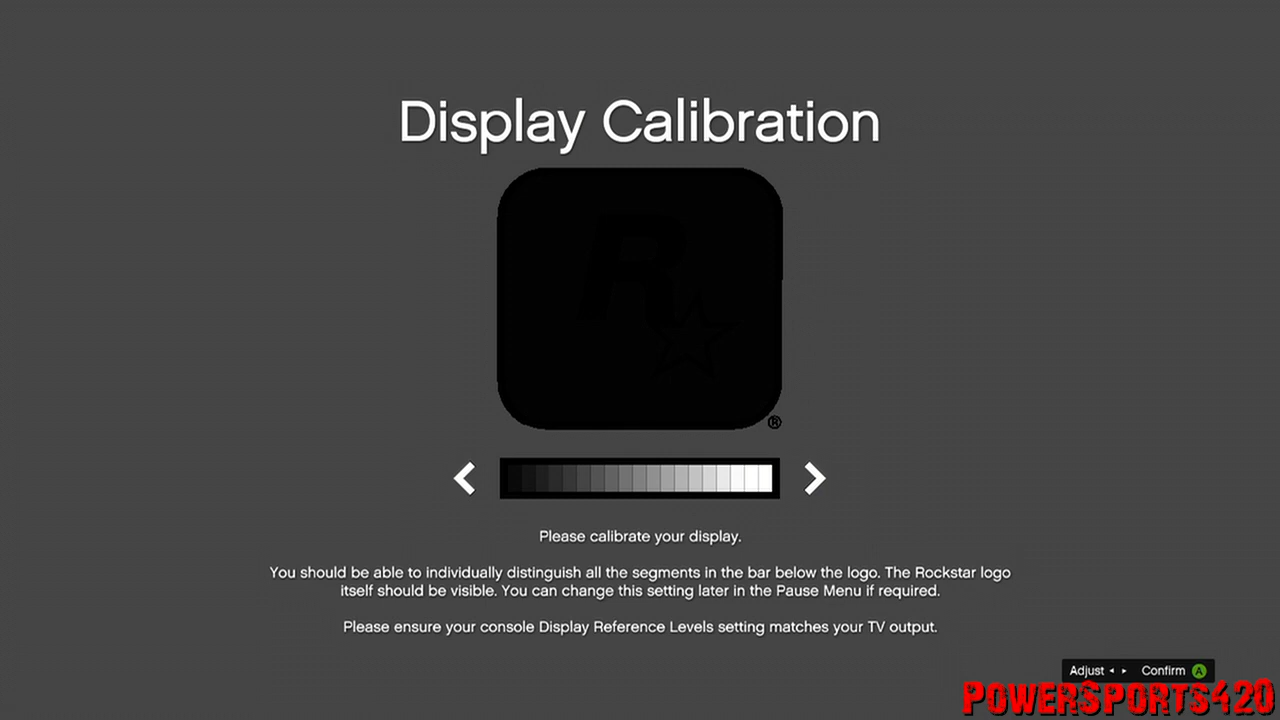 Display Calibration
R
®
Please calibrate your display.
You should be able to individually distinguish all the segments in the bar below the logo. The Rockstar logo
itself should be visible. You can change this setting later in the Pause Menu if required.
Please ensure your console Display Reference Levels setting matches your TV output.
Adjust Confirm A
POWERSPORTS420